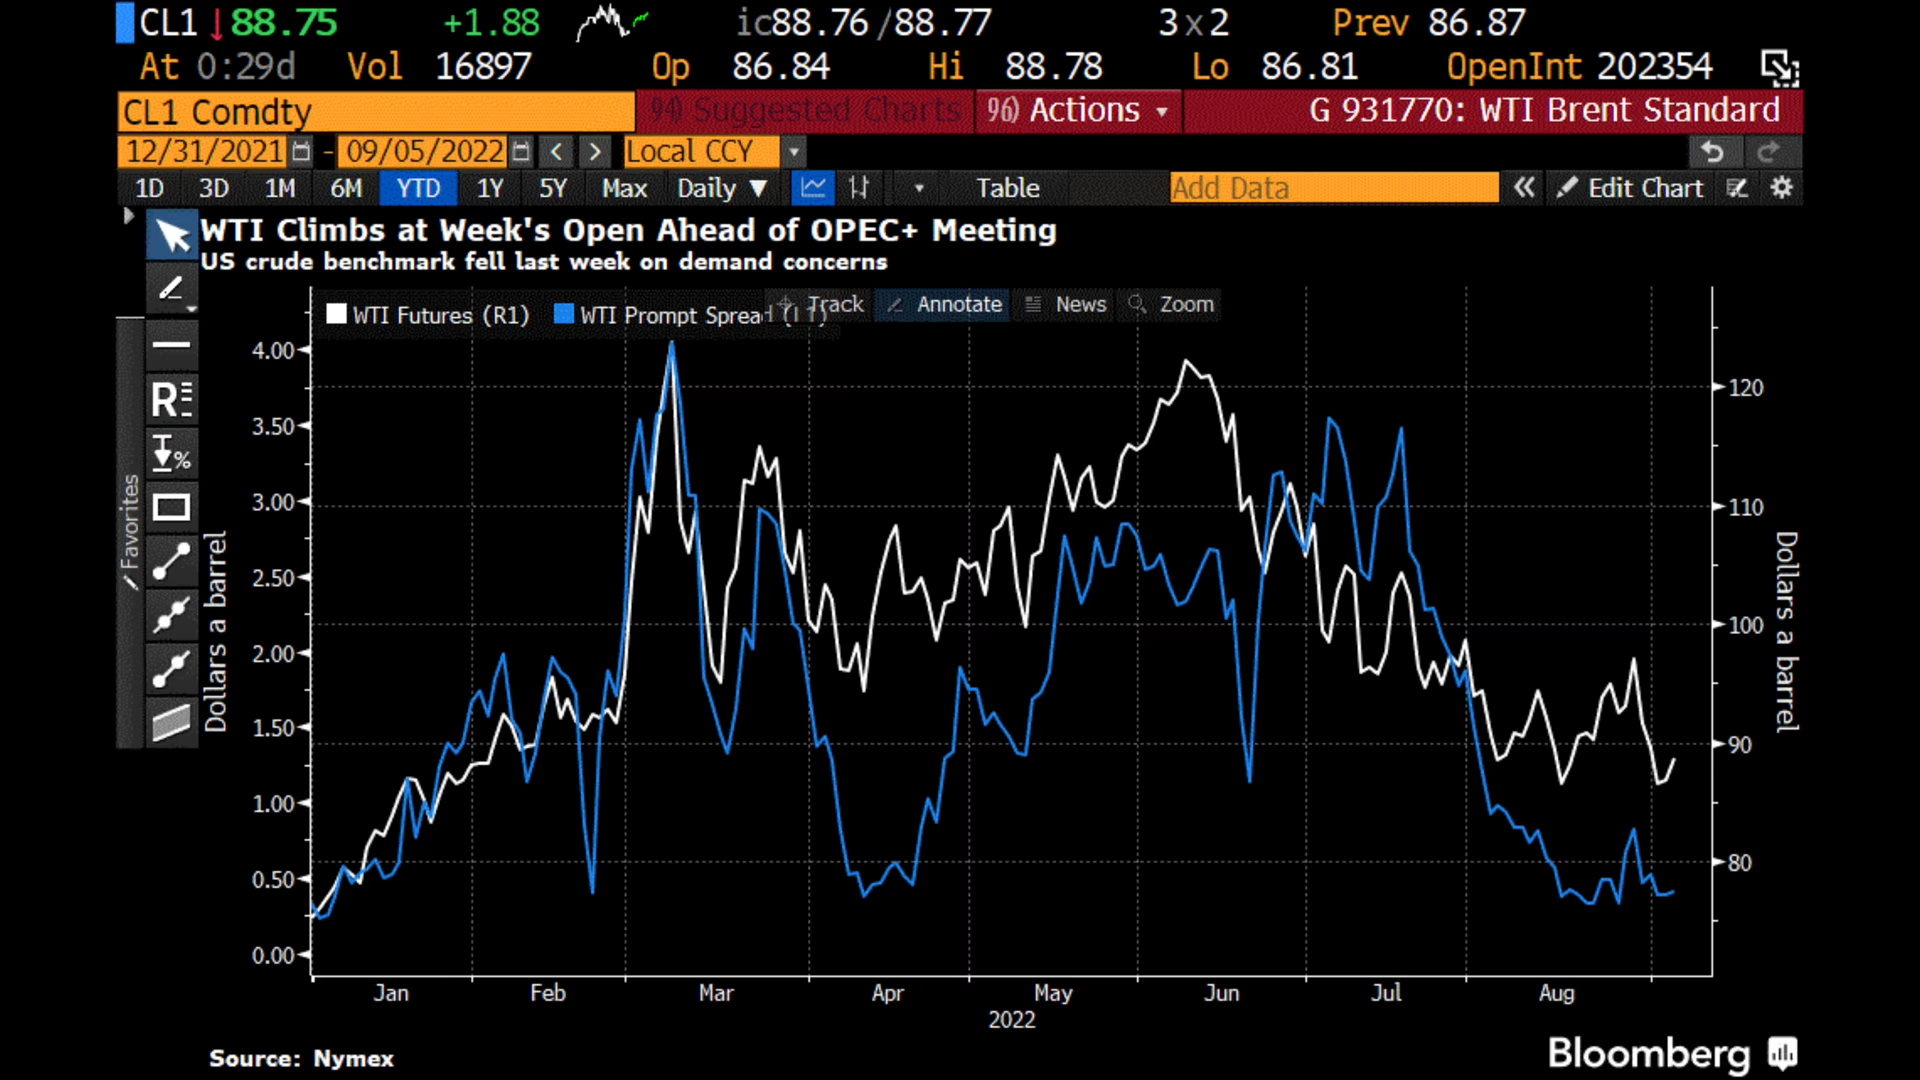 CL1 ↓88.75 +1.88 ic88.76/88.77 3x2 Prev 86.87
At 0:29d Vol 16897 Op 86.84 Hi 88.78 Lo 86.81 OpenInt 202354
CL1 Comdty 94) Suggested Charts 96) Actions ▾ G 931770: WTI Brent Standard
12/31/2021 - 09/05/2022 < > Local CCY
1D 3D 1M 6M YTD 1Y 5Y Max Daily ▼ Table Add Data « Edit Chart
WTI Climbs at Week's Open Ahead of OPEC+ Meeting
US crude benchmark fell last week on demand concerns
Track Annotate News Zoom
WTI Futures (R1) WTI Prompt Spread (L1)
Favorites
R
%
Dollars a barrel
4.00
3.50
3.00
2.50
2.00
1.50
1.00
0.50
0.00
120
110
100
90
80
Dollars a barrel
Jan Feb Mar Apr May Jun Jul Aug
2022
Source: Nymex
Bloomberg